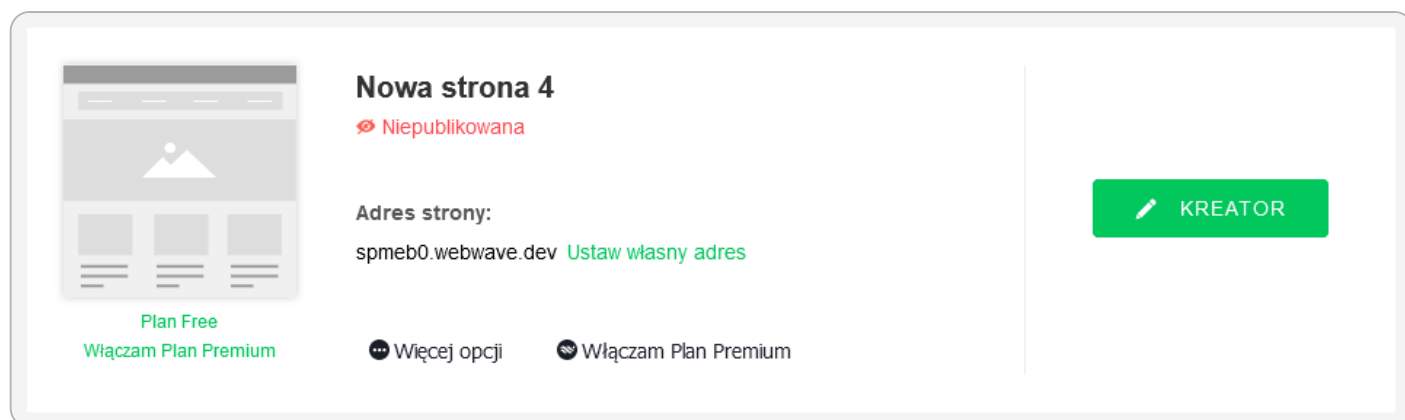 Nowa strona 4
Niepublikowana
Adres strony:
spmeb0.webwave.dev Ustaw własny adres
Plan Free
Włączam Plan Premium
Więcej opcji Włączam Plan Premium
KREATOR